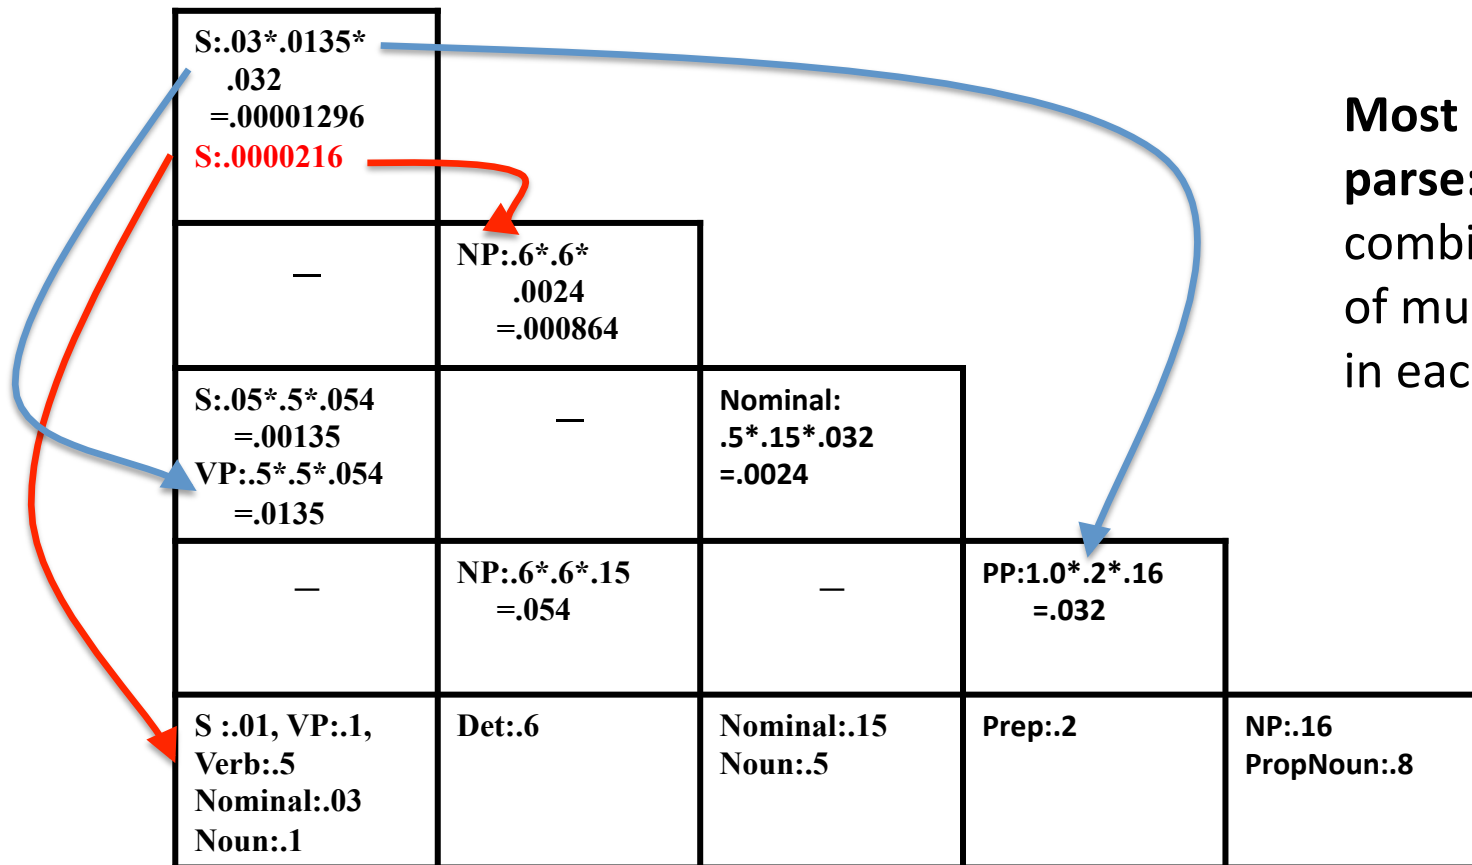 S:.03*.0135*
.032
=.00001296
S:.0000216
Most
parse:
of
in
—
NP:.6*.6*
.0024
=.000864
S:.05*.5*.054
=.00135
VP:.5*.5*.054
=.0135
—
Nominal:
.5*.15*.032
=.0024
—
NP:.6*.6*.15
=.054
—
PP:1.0*.2*.16
=.032
S :.01, VP:.1,
Verb:.5
Nominal:.03
Noun:.1
Det:.6
Nominal:.15
Noun:.5
Prep:.2
NP:.16
PropNoun:.8